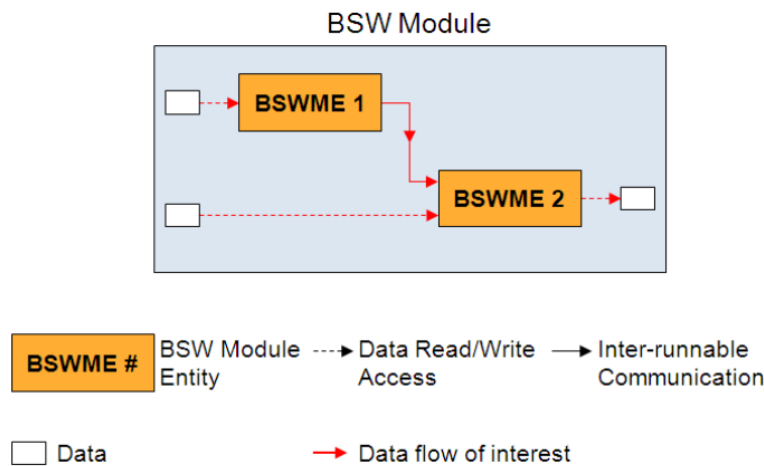 BSW Module
BSWME 1
BSWME 2
BSWME #
BSW Module
Entity
Data Read/Write
Access
Inter-runnable
Communication
Data
Data flow of interest